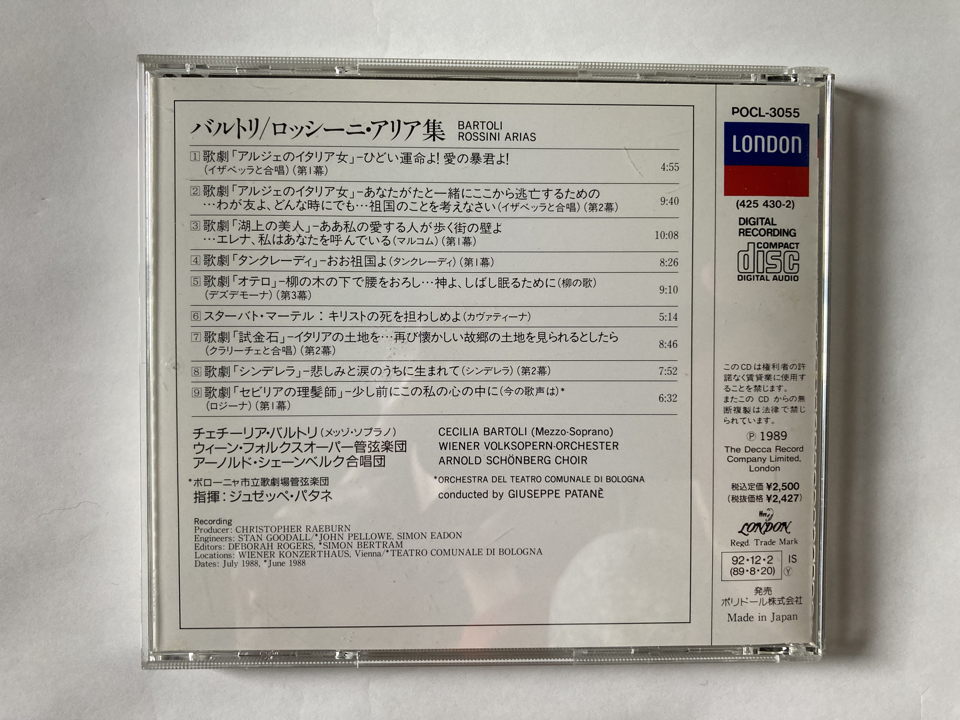 バルトリ/ロッシーニ・アリア集 BARTOLI
ROSSINI ARIAS
1 歌劇「アルジェのイタリア女」−ひどい運命よ! 愛の暴君よ!
(イザベッラと合唱) (第1幕) 4:55
2 歌劇「アルジェのイタリア女」−あなたがたと一緒にここから逃亡するための
…わが友よ、どんな時にでも…祖国のことを考えなさい (イザベッラと合唱) (第2幕) 9:40
3 歌劇「湖上の美人」−ああ私の愛する人が歩く街の壁よ
…エレナ、私はあなたを呼んでいる (マルコム) (第1幕) 10:08
4 歌劇「タンクレーディ」−おお祖国よ (タンクレーディ) (第1幕) 8:26
5 歌劇「オテロ」−柳の木の下で腰をおろし…神よ、しばし眠るために (柳の歌)
(デズデモーナ) (第3幕) 9:10
6 スターバト・マーテル: キリストの死を担わしめよ (カヴァティーナ) 5:14
7 歌劇「試金石」−イタリアの土地を…再び懐かしい故郷の土地を見られるとしたら
(クラリーチェと合唱) (第2幕) 8:46
8 歌劇「シンデレラ」−悲しみと涙のうちに生まれて (シンデレラ) (第2幕) 7:52
9 歌劇「セビリアの理髪師」−少し前にこの私の心の中に (今の歌声は)*
(ロジーナ) (第1幕) 6:32
チェチーリア・バルトリ (メッゾ・ソプラノ) CECILIA BARTOLI (Mezzo-Soprano)
ウィーン・フォルクスオーパー管弦楽団 WIENER VOLKSOPERN-ORCHESTER
アーノルド・シェーンベルク合唱団 ARNOLD SCHÖNBERG CHOIR
*ボローニャ市立歌劇場管弦楽団 *ORCHESTRA DEL TEATRO COMUNALE DI BOLOGNA
指揮: ジュゼッペ・パタネ conducted by GIUSEPPE PATANÈ
Recording
Producer: CHRISTOPHER RAEBURN
Engineers: STAN GOODALL/*JOHN PELLOWE, SIMON EADON
Editors: DEBORAH ROGERS, *SIMON BERTRAM
Locations: WIENER KONZERTHAUS, Vienna/*TEATRO COMUNALE DI BOLOGNA
Dates: July 1988, *June 1988
POCL-3055
LONDON
(425 430-2)
DIGITAL
RECORDING
COMPACT
disc
DIGITAL AUDIO
このCDは権利者の許
諾なく賃貸業に使用す
ることを禁じます。
またこの CD からの無
断複製は法律で禁じ
られています。
Ⓟ 1989
The Decca Record
Company Limited,
London
税込定価 ¥2,500
(税抜価格 ¥2,427)
LONDON
Regd. Trade Mark
92・12・2 IS
(89・8・20) Ⓨ
発売
ポリドール株式会社
Made in Japan